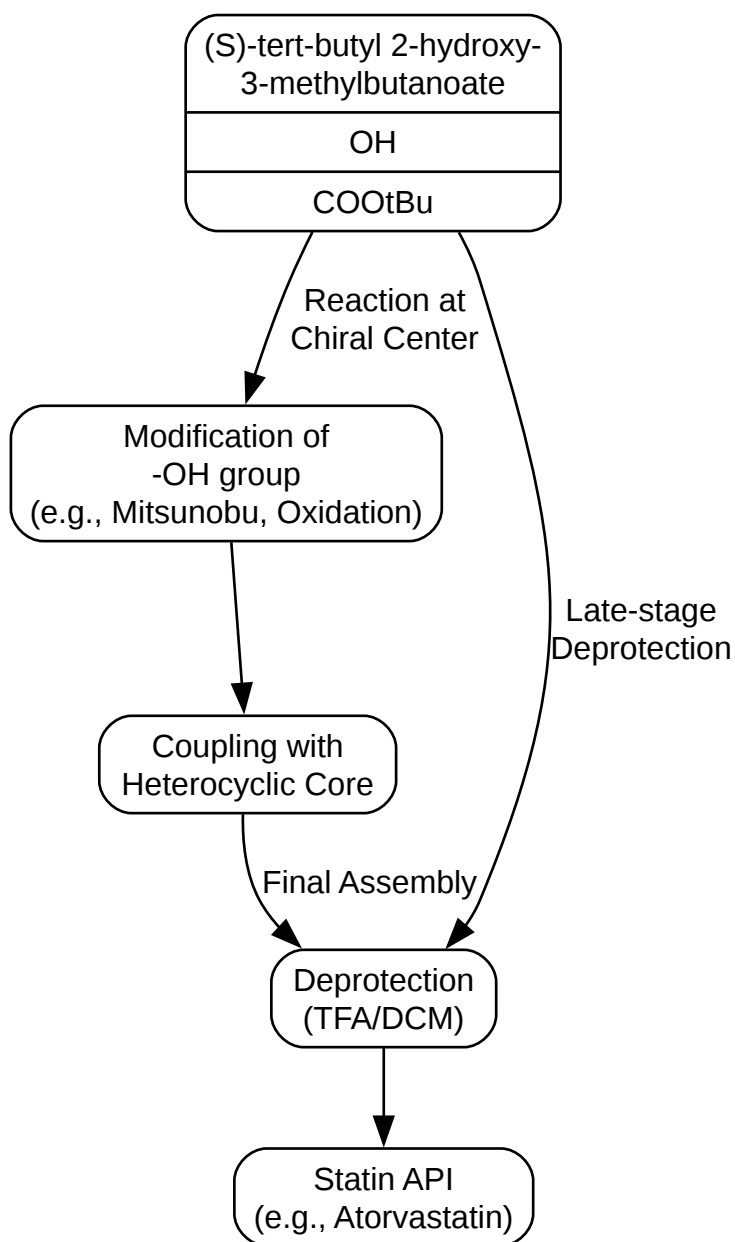 (S)-tert-butyl 2-hydroxy-
3-methylbutanoate
OH
COOtBu
Reaction at
Chiral Center
Modification of
-OH group
(e.g., Mitsunobu, Oxidation)
Late-stage
Deprotection
Coupling with
Heterocyclic Core
Final Assembly
Deprotection
(TFA/DCM)
Statin API
(e.g., Atorvastatin)